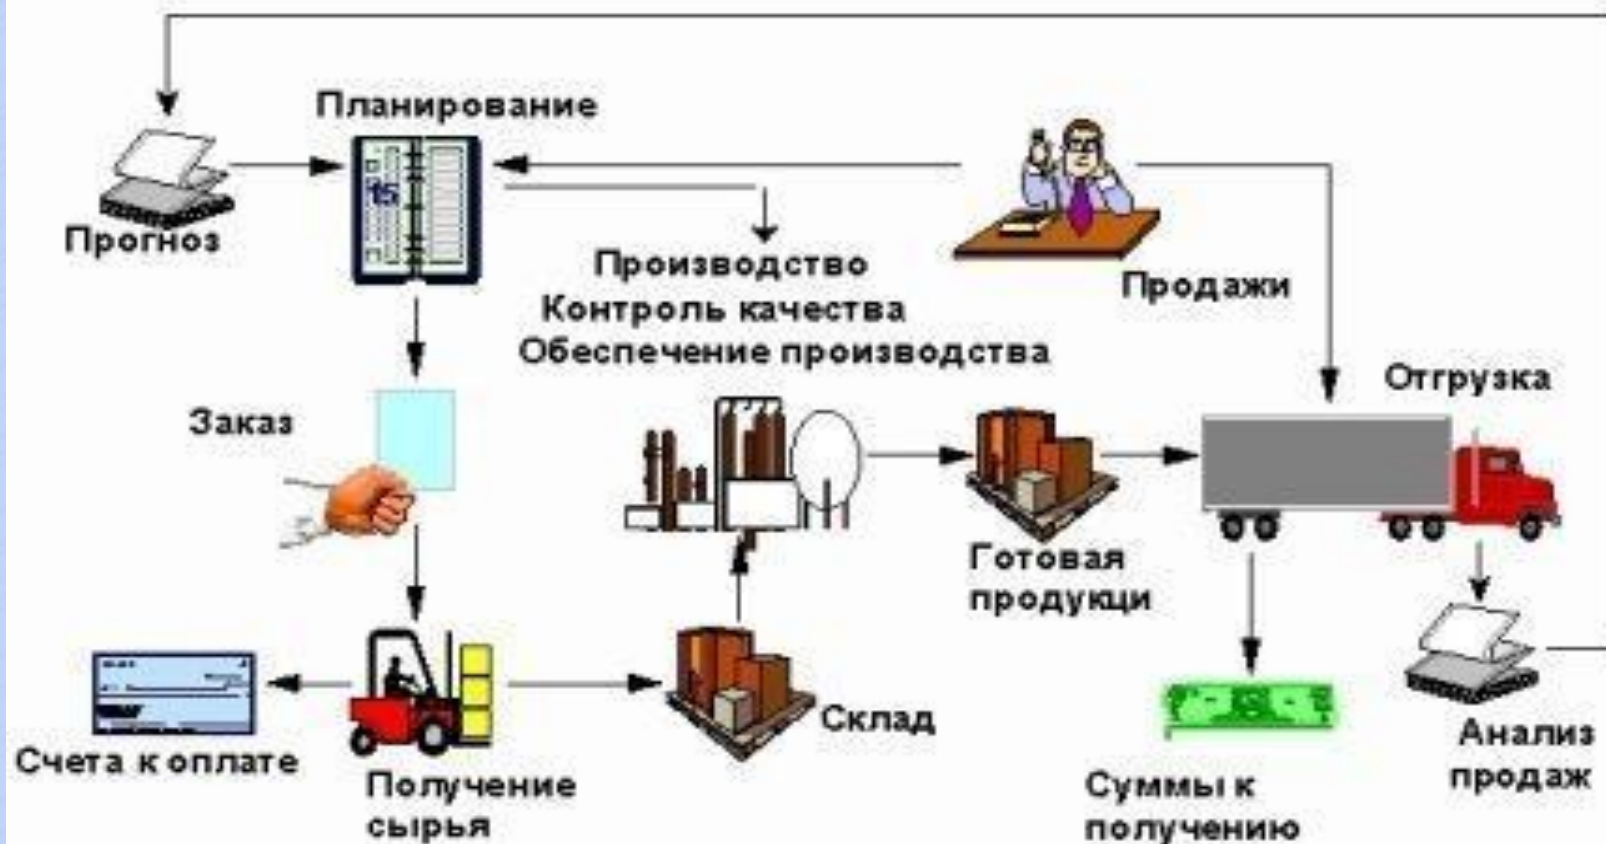 Планирование
15
Прогноз
Производство
Контроль качества
Обеспечение производства
Продажи
Отгрузка
Заказ
Готовая
продукци
Склад
Счета к оплате
Получение
сырья
Суммы к
получению
Анализ
продаж